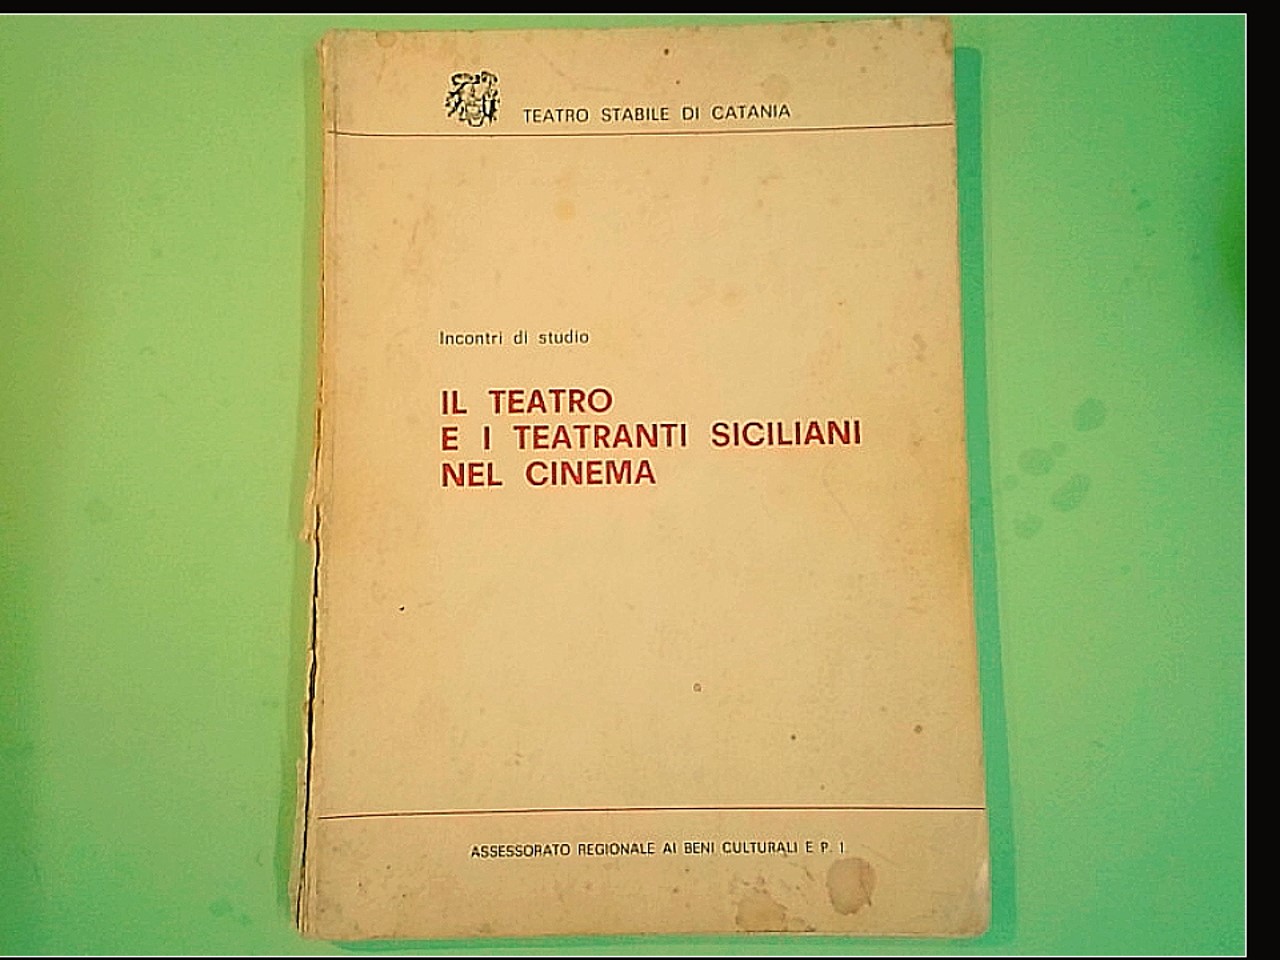 TEATRO STABILE DI CATANIA
Incontri di studio
IL TEATRO
E I TEATRANTI SICILIANI
NEL CINEMA
ASSESSORATO REGIONALE AI BENI CULTURALI E P. I.